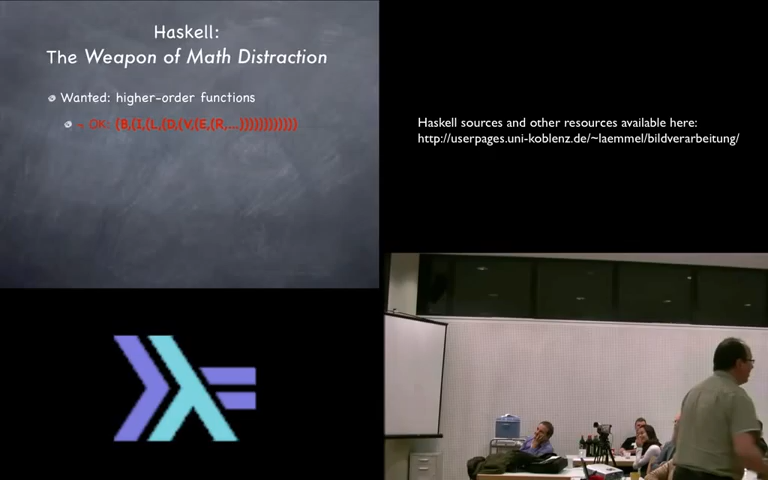 Haskell:
The Weapon of Math Distraction
Wanted: higher-order functions
+ OK: (B,(I,(L,(D,(V,(E,(R,...))))))))))))
Haskell sources and other resources available here:
http://userpages.uni-koblenz.de/~laemmel/bildverarbeitung/